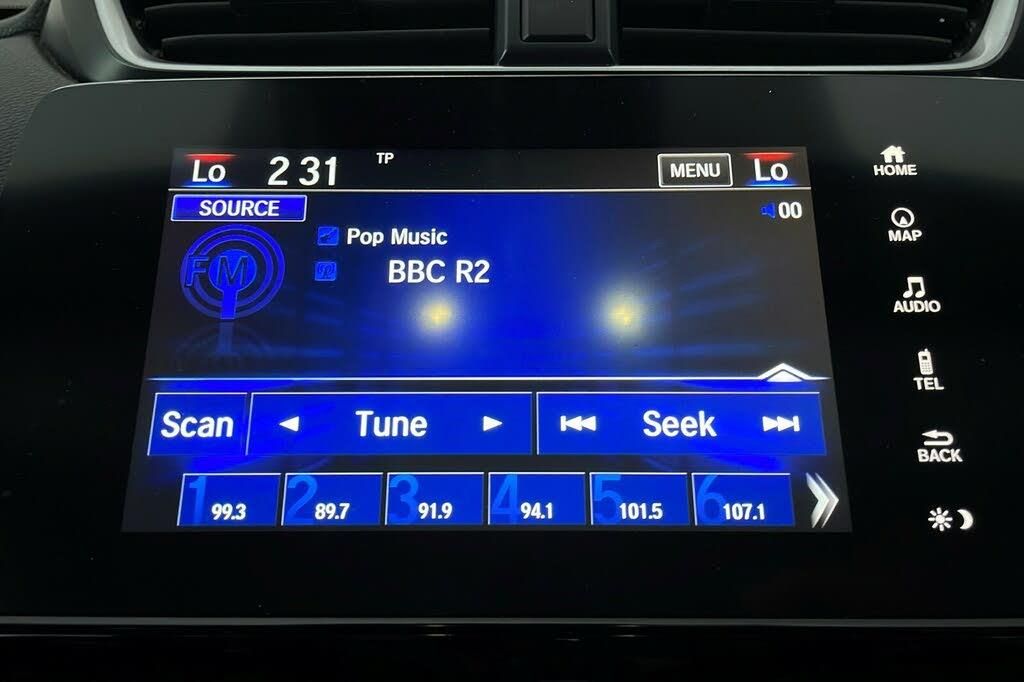 Lo 2 31 TP MENU Lo
SOURCE 00
FM
Pop Music
BBC R2
Scan Tune Seek
1 99.3 2 89.7 3 91.9 4 94.1 5 101.5 6 107.1
HOME
MAP
AUDIO
TEL
BACK